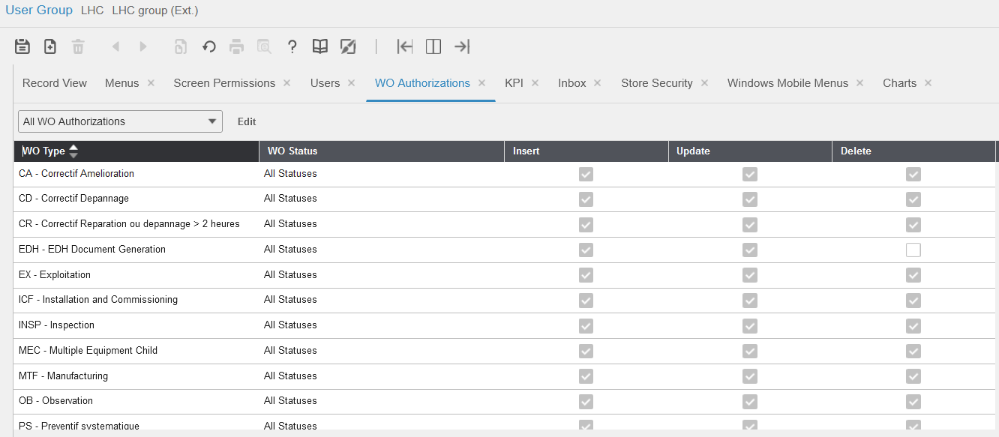 User Group LHC LHC group (Ext.)
?
Record View Menus × Screen Permissions × Users × WO Authorizations × KPI × Inbox × Store Security × Windows Mobile Menus × Charts ×
All WO Authorizations Edit
WO Type WO Status Insert Update Delete
CA - Correctif Amelioration All Statuses
CD - Correctif Depannage All Statuses
CR - Correctif Reparation ou depannage > 2 heures All Statuses
EDH - EDH Document Generation All Statuses
EX - Exploitation All Statuses
ICF - Installation and Commissioning All Statuses
INSP - Inspection All Statuses
MEC - Multiple Equipment Child All Statuses
MTF - Manufacturing All Statuses
OB - Observation All Statuses
PS - Preventif systematique All Statuses